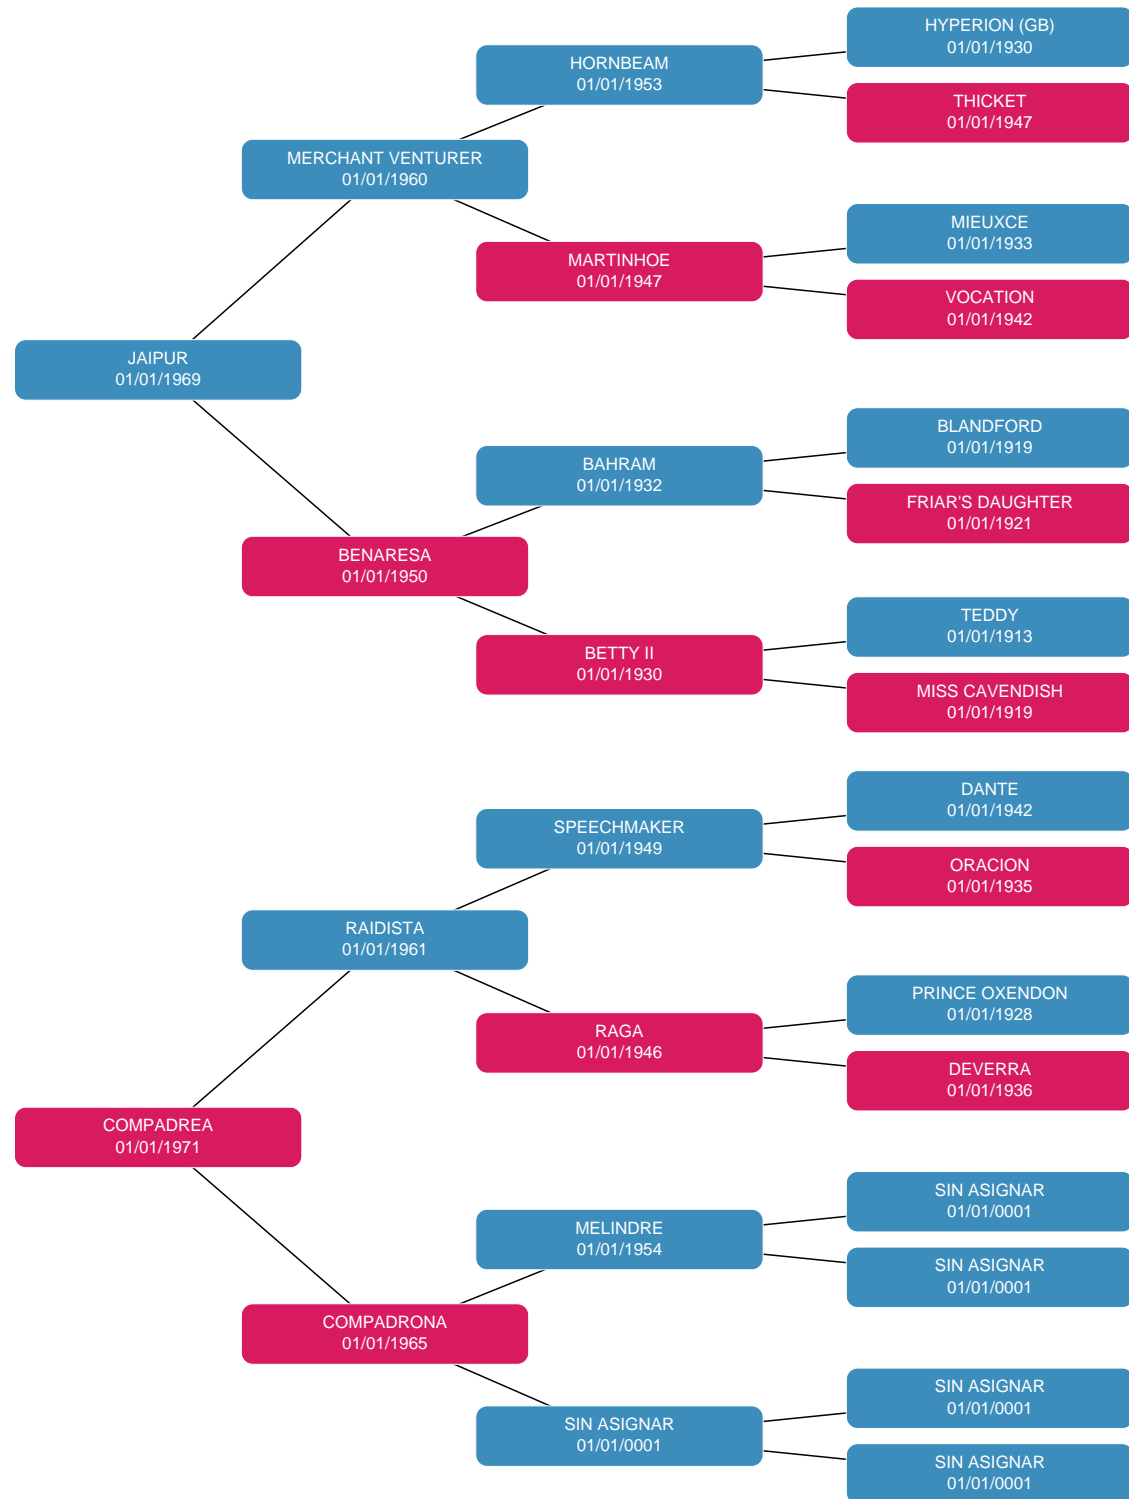 HYPERION (GB)
01/01/1930
HORNBEAM
01/01/1953
THICKET
01/01/1947
MERCHANT VENTURER
01/01/1960
MIEUXCE
01/01/1933
MARTINHOE
01/01/1947
VOCATION
01/01/1942
JAIPUR
01/01/1969
BLANDFORD
01/01/1919
BAHRAM
01/01/1932
FRIAR'S DAUGHTER
01/01/1921
BENARESA
01/01/1950
TEDDY
01/01/1913
BETTY II
01/01/1930
MISS CAVENDISH
01/01/1919
DANTE
01/01/1942
SPEECHMAKER
01/01/1949
ORACION
01/01/1935
RAIDISTA
01/01/1961
PRINCE OXENDON
01/01/1928
RAGA
01/01/1946
DEVERRA
01/01/1936
COMPADREA
01/01/1971
SIN ASIGNAR
01/01/0001
MELINDRE
01/01/1954
SIN ASIGNAR
01/01/0001
COMPADRONA
01/01/1965
SIN ASIGNAR
01/01/0001
SIN ASIGNAR
01/01/0001
SIN ASIGNAR
01/01/0001